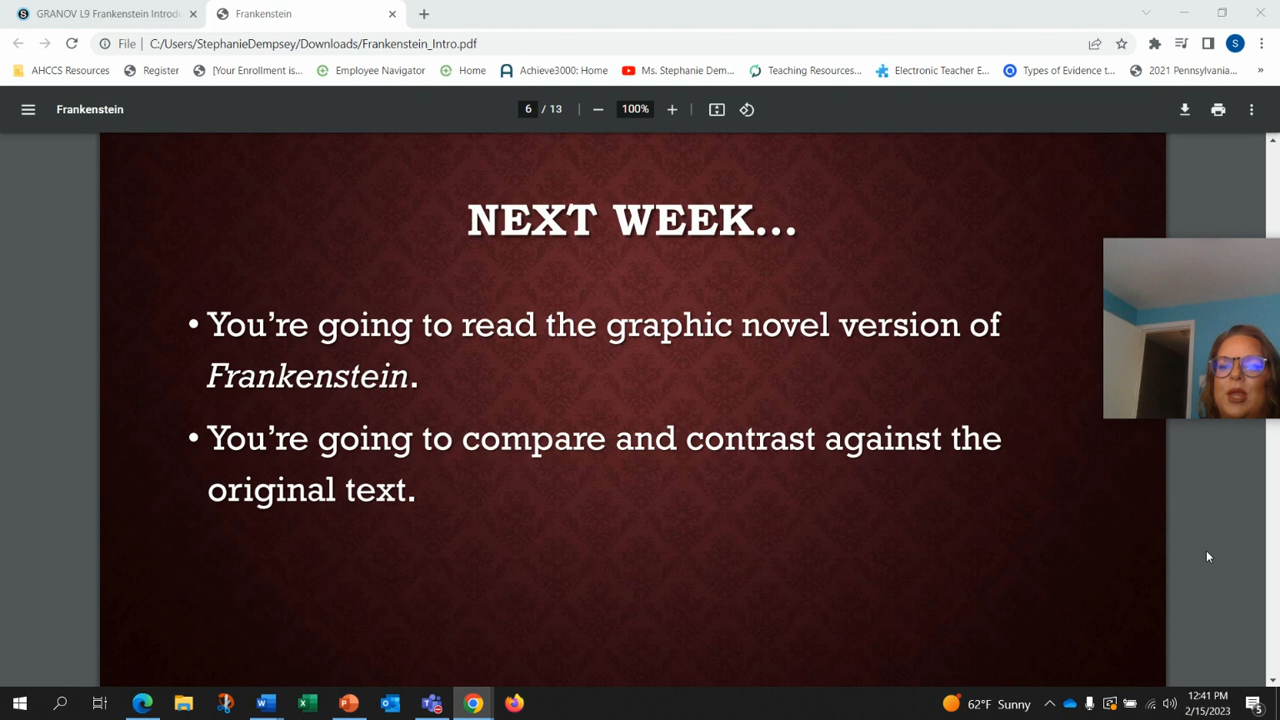 GRANOV L9 Frankenstein Introdu
Frankenstein
File C:/Users/StephanieDempsey/Downloads/Frankenstein_Intro.pdf
S
AHCCS Resources
Register
[Your Enrollment is...
Employee Navigator
Home
Achieve3000: Home
Ms. Stephanie Dem...
Teaching Resources...
Electronic Teacher E...
Types of Evidence t...
2021 Pennsylvania...
»
Frankenstein
6 / 13
100%
NEXT WEEK...
• You’re going to read the graphic novel version of
Frankenstein.
• You’re going to compare and contrast against the
original text.
62°F Sunny
12:41 PM
2/15/2023
5